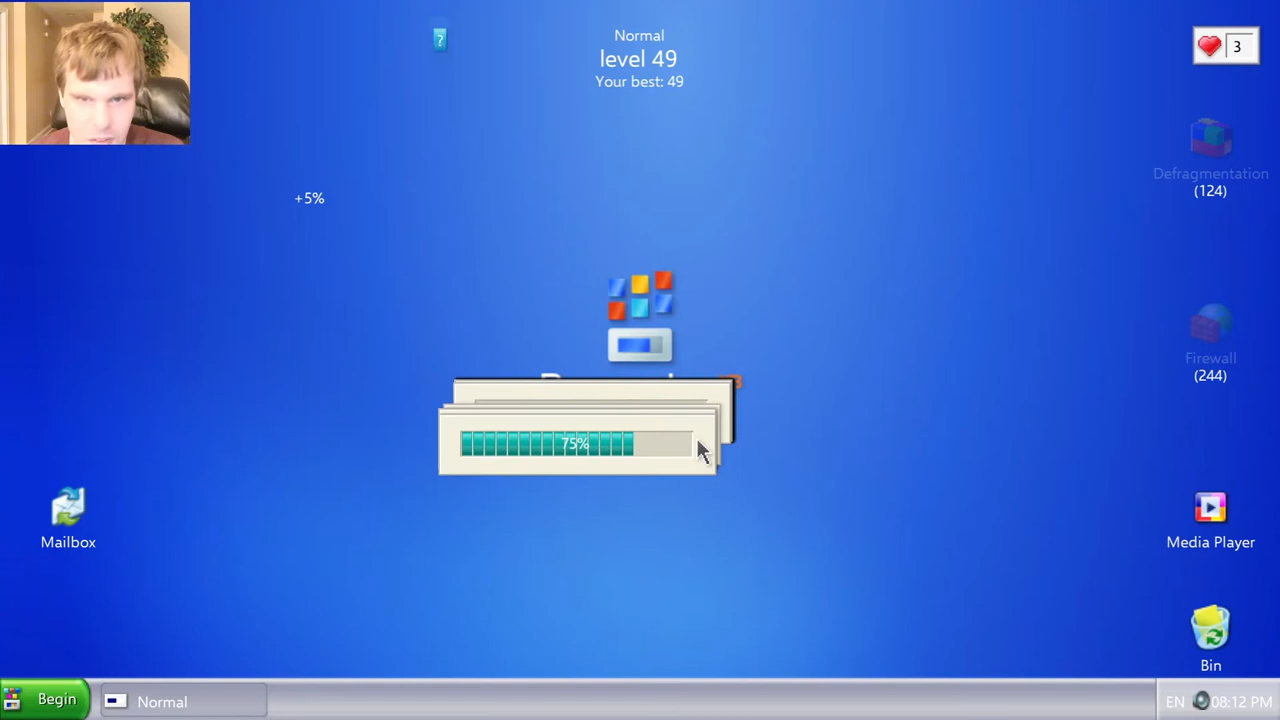 ?
Normal
level 49
Your best: 49
3
Defragmentation
(124)
+5%
Firewall
(244)
75%
Mailbox
Media Player
Bin
Begin
Normal
EN 08:12 PM